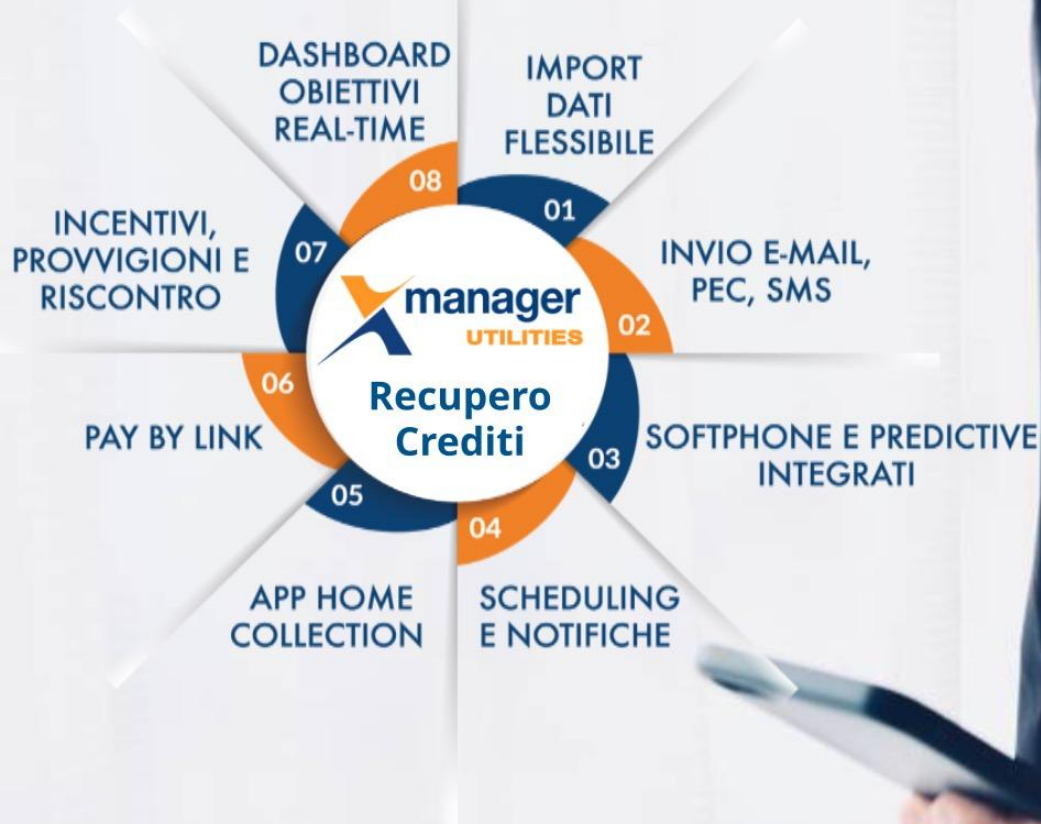 DASHBOARD
OBIETTIVI
REAL-TIME
08
IMPORT
DATI
FLESSIBILE
01
INVIO E-MAIL,
PEC, SMS
02
SOFTPHONE E PREDICTIVE
INTEGRATI
03
SCHEDULING
E NOTIFICHE
04
APP HOME
COLLECTION
05
PAY BY LINK
06
INCENTIVI,
PROVVIGIONI E
RISCONTRO
07
Xmanager
UTILITIES
Recupero
Crediti